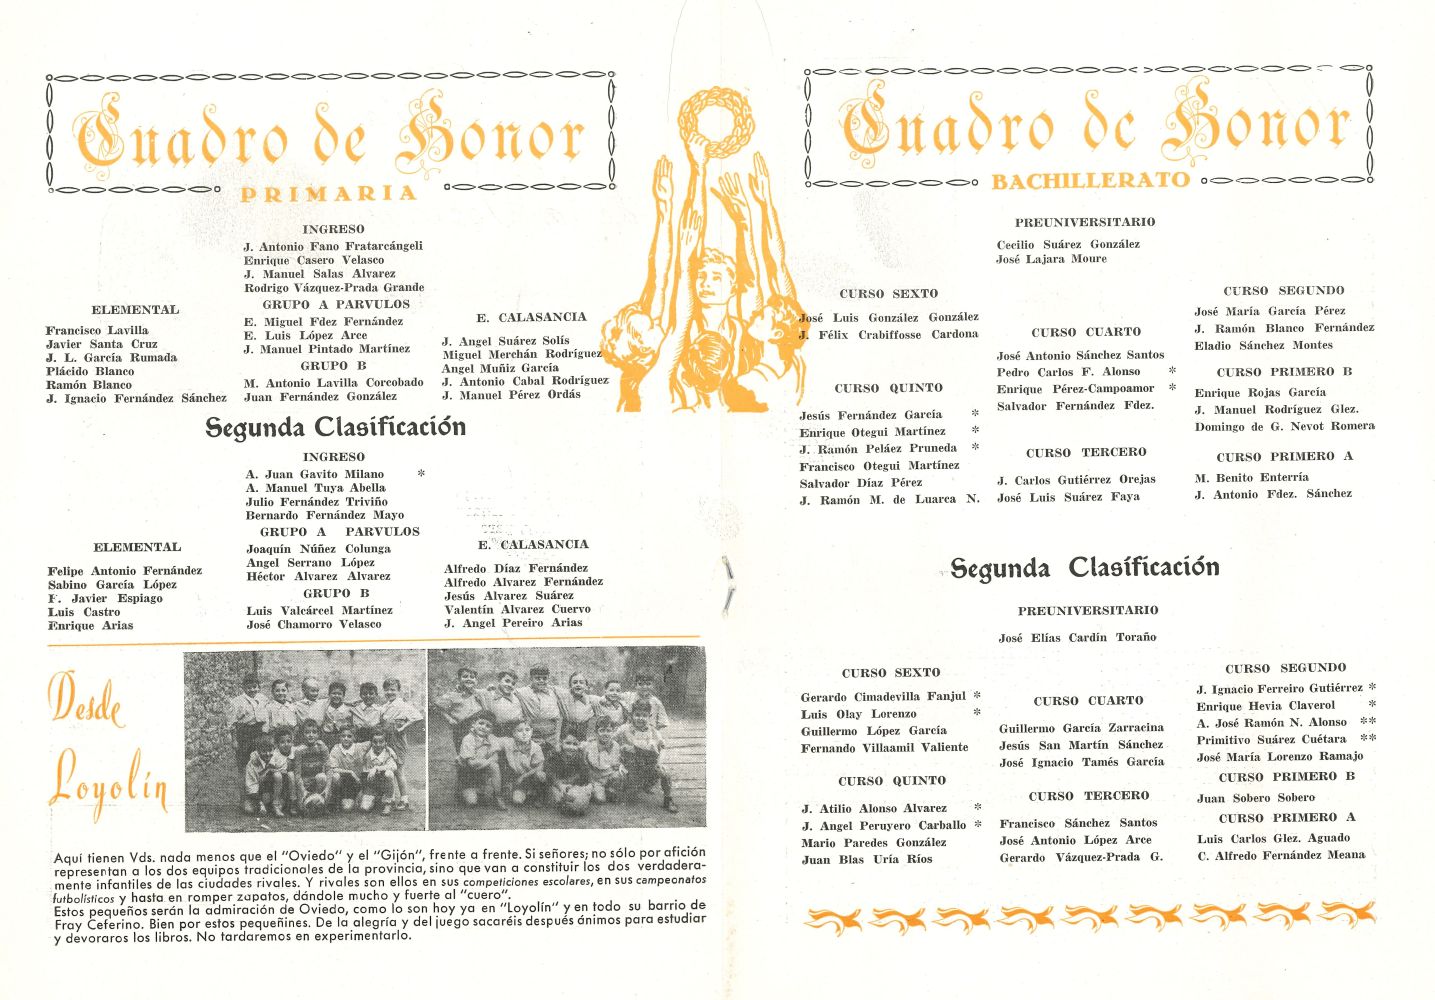 Cuadro de Honor
PRIMARIA
INGRESO
J. Antonio Fano Fratarcángeli
Enrique Casero Velasco
J. Manuel Salas Alvarez
Rodrigo Vázquez-Prada Grande
ELEMENTAL
Francisco Lavilla
Javier Santa Cruz
J. L. García Rumada
Plácido Blanco
Ramón Blanco
J. Ignacio Fernández Sánchez
GRUPO A PARVULOS
E. Miguel Fdez Fernández
E. Luis López Arce
J. Manuel Pintado Martínez
GRUPO B
M. Antonio Lavilla Corcobado
Juan Fernández González
E. CALASANCIA
J. Angel Suárez Solís
Miguel Merchán Rodríguez
Angel Muñiz García
J. Antonio Cabal Rodríguez
J. Manuel Pérez Ordás
Segunda Clasificación
INGRESO
A. Juan Gavito Milano *
A. Manuel Tuya Abella
Julio Fernández Triviño
Bernardo Fernández Mayo
ELEMENTAL
Felipe Antonio Fernández
Sabino García López
F. Javier Espiago
Luis Castro
Enrique Arias
GRUPO A PARVULOS
Joaquín Núñez Colunga
Angel Serrano López
Héctor Alvarez Alvarez
GRUPO B
Luis Valcárcel Martínez
José Chamorro Velasco
E. CALASANCIA
Alfredo Díaz Fernández
Alfredo Alvarez Fernández
Jesús Alvarez Suárez
Valentín Alvarez Cuervo
J. Angel Pereiro Arias
Desde
Loyolín
Aquí tienen Vds. nada menos que el "Oviedo" y el "Gijón", frente a frente. Si señores; no sólo por afición
representan a los dos equipos tradicionales de la provincia, sino que van a constituir los dos verdadera-
mente infantiles de las ciudades rivales. Y rivales son ellos en sus competiciones escolares, en sus campeonatos
futbolísticos y hasta en romper zapatos, dándole mucho y fuerte al "cuero".
Estos pequeños serán la admiración de Oviedo, como lo son hoy ya en "Loyolín" y en todo su barrio de
Fray Ceferino. Bien por estos pequeñines. De la alegría y del juego sacaréis después ánimos para estudiar
y devoraros los libros. No tardaremos en experimentarlo.
Cuadro de Honor
BACHILLERATO
PREUNIVERSITARIO
Cecilio Suárez González
José Lajara Moure
CURSO SEXTO
José Luis González González
J. Félix Crabiffosse Cardona
CURSO QUINTO
Jesús Fernández García *
Enrique Otegui Martínez *
J. Ramón Peláez Pruneda *
Francisco Otegui Martínez
Salvador Díaz Pérez
J. Ramón M. de Luarca N.
CURSO CUARTO
José Antonio Sánchez Santos
Pedro Carlos F. Alonso *
Enrique Pérez-Campoamor *
Salvador Fernández Fdez.
CURSO TERCERO
J. Carlos Gutiérrez Orejas
José Luis Suárez Faya
CURSO SEGUNDO
José María García Pérez
J. Ramón Blanco Fernández
Eladio Sánchez Montes
CURSO PRIMERO B
Enrique Rojas García
J. Manuel Rodríguez Glez.
Domingo de G. Nevot Romera
CURSO PRIMERO A
M. Benito Enterría
J. Antonio Fdez. Sánchez
Segunda Clasificación
PREUNIVERSITARIO
José Elías Cardín Toraño
CURSO SEXTO
Gerardo Cimadevilla Fanjul *
Luis Olay Lorenzo *
Guillermo López García
Fernando Villaamil Valiente
CURSO QUINTO
J. Atilio Alonso Alvarez *
J. Angel Peruyero Carballo *
Mario Paredes González
Juan Blas Uría Ríos
CURSO CUARTO
Guillermo García Zarracina
Jesús San Martín Sánchez
José Ignacio Tamés García
CURSO TERCERO
Francisco Sánchez Santos
José Antonio López Arce
Gerardo Vázquez-Prada G.
CURSO SEGUNDO
J. Ignacio Ferreiro Gutiérrez *
Enrique Hevia Claverol *
A. José Ramón N. Alonso **
Primitivo Suárez Cuétara **
José María Lorenzo Ramajo
CURSO PRIMERO B
Juan Sobero Sobero
CURSO PRIMERO A
Luis Carlos Glez. Aguado
C. Alfredo Fernández Meana